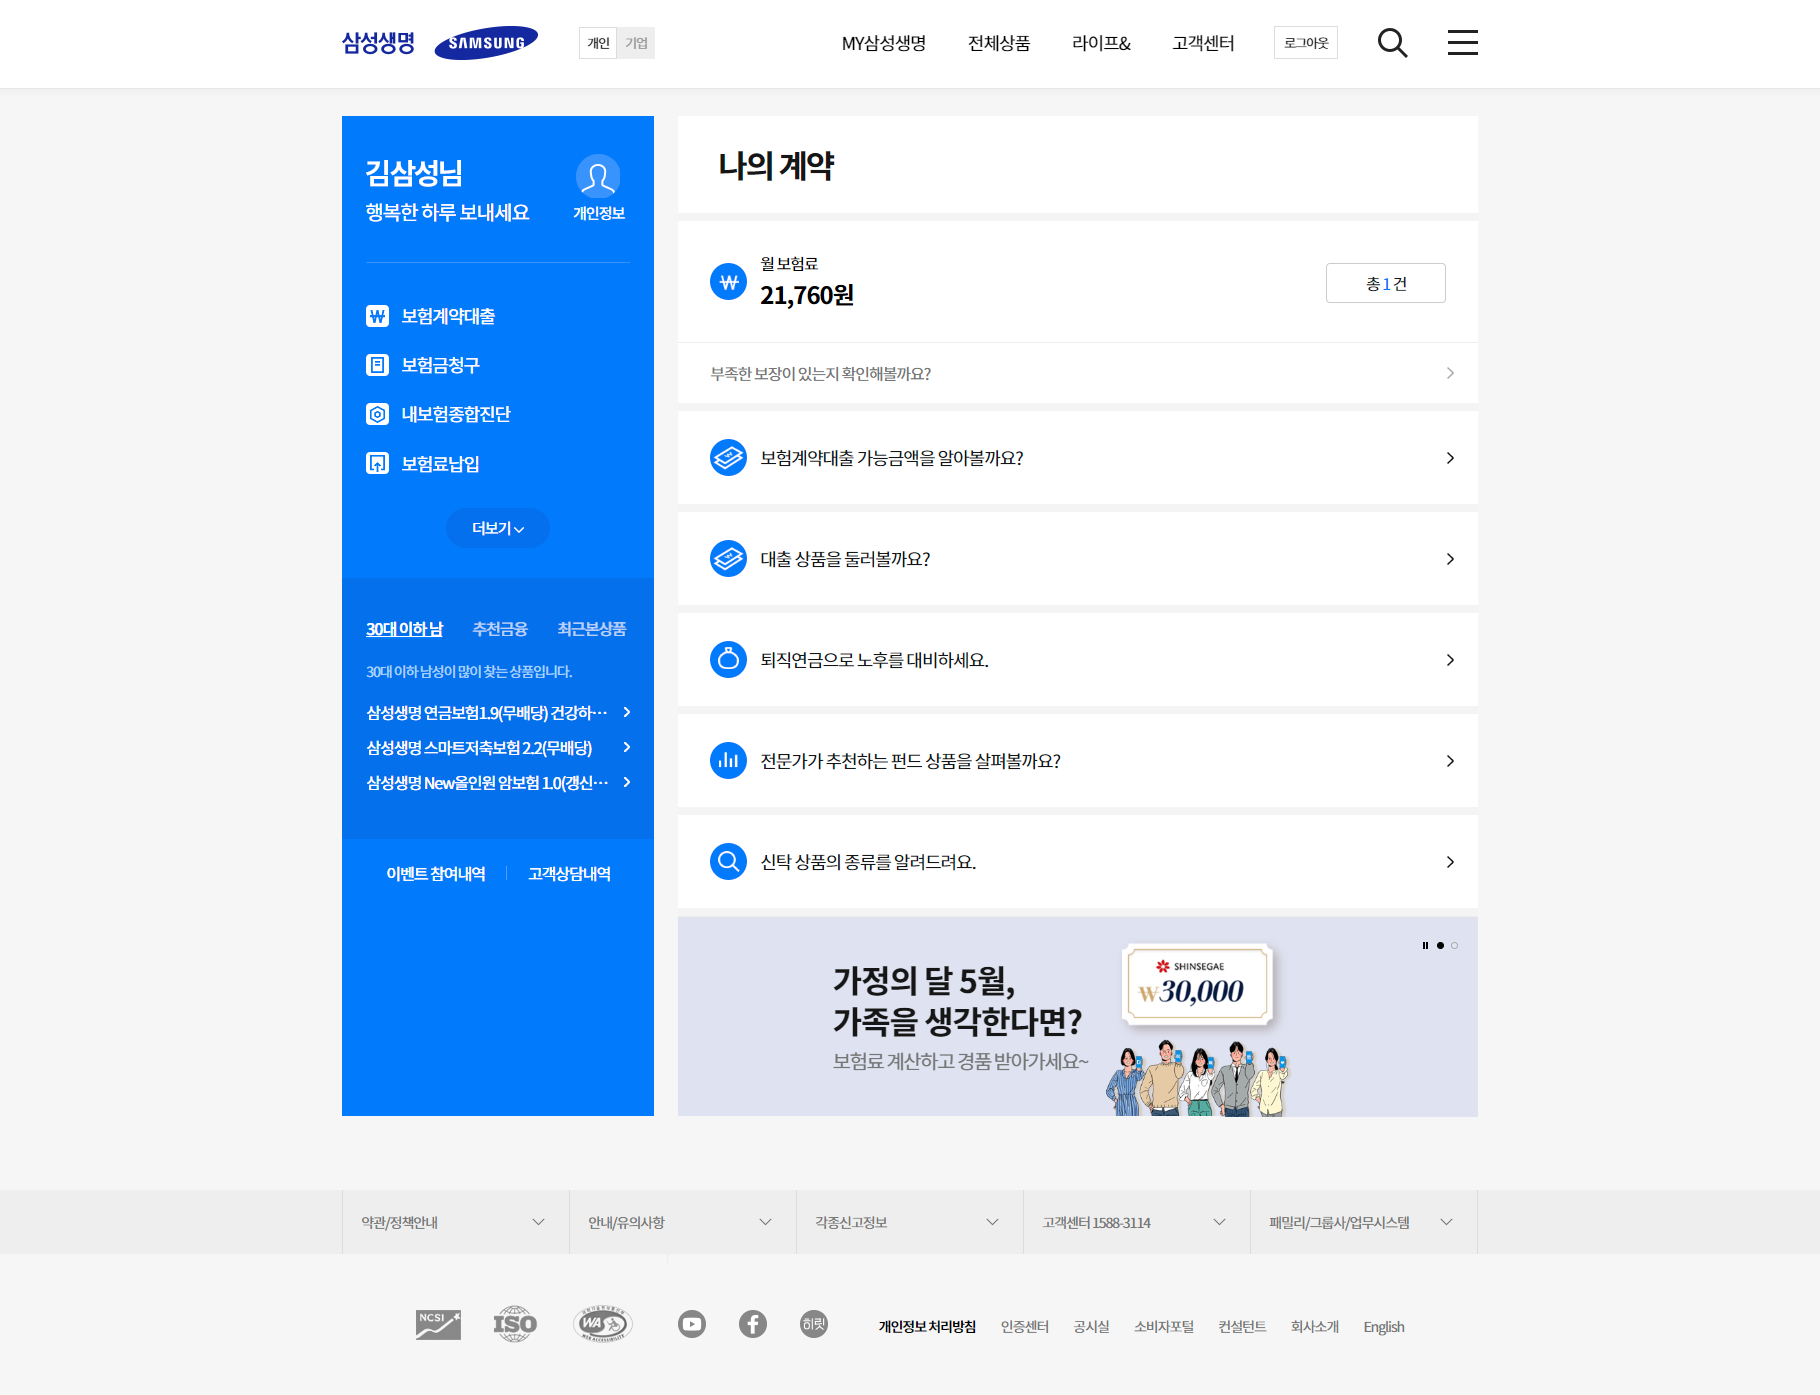 삼성생명 SAMSUNG
개인 기업
MY삼성생명 전체상품 라이프& 고객센터 로그아웃
김삼성님
행복한 하루 보내세요
개인정보
보험계약대출
보험금청구
내보험종합진단
보험료납입
더보기
30대 이하 남 추천금융 최근본상품
30대 이하 남성이 많이 찾는 상품입니다.
삼성생명 연금보험1.9(무배당) 건강하…
삼성생명 스마트저축보험 2.2(무배당)
삼성생명 New올인원 암보험 1.0(갱신…
이벤트 참여내역 고객상담내역
나의 계약
월 보험료
21,760원
총 1 건
부족한 보장이 있는지 확인해볼까요?
보험계약대출 가능금액을 알아볼까요?
대출 상품을 둘러볼까요?
퇴직연금으로 노후를 대비하세요.
전문가가 추천하는 펀드 상품을 살펴볼까요?
신탁 상품의 종류를 알려드려요.
가정의 달 5월,
가족을 생각한다면?
보험료 계산하고 경품 받아가세요~
SHINSEGAE
₩30,000
약관/정책안내 안내/유의사항 각종신고정보 고객센터 1588-3114 패밀리/그룹사/업무시스템
NCSI ISO WA 히릿
개인정보 처리방침 인증센터 공시실 소비자포털 컨설턴트 회사소개 English